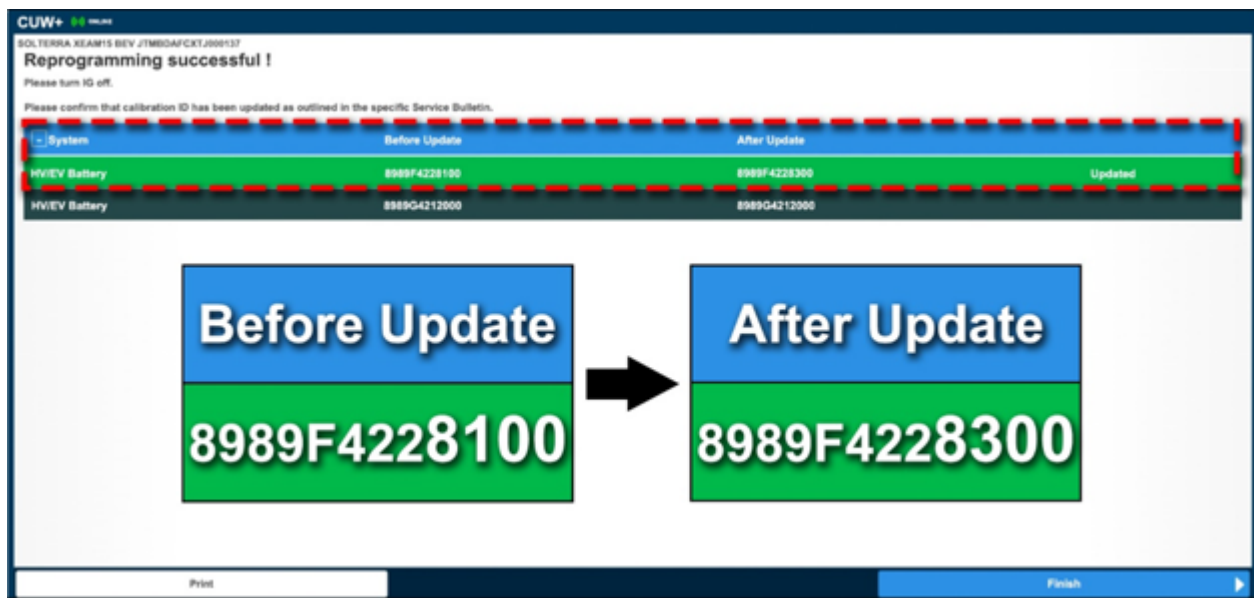 CUW+ ONLINE
SOLTERRA XEAM15 BEV JTMBDAFCXTJ000137
Reprogramming successful !
Please turn IG off.
Please confirm that calibration ID has been updated as outlined in the specific Service Bulletin.
- System Before Update After Update
HV/EV Battery 8989F4228100 8989F4228300 Updated
HV/EV Battery 8989G4212000 8989G4212000
Before Update After Update
8989F4228100 8989F4228300
Print Finish